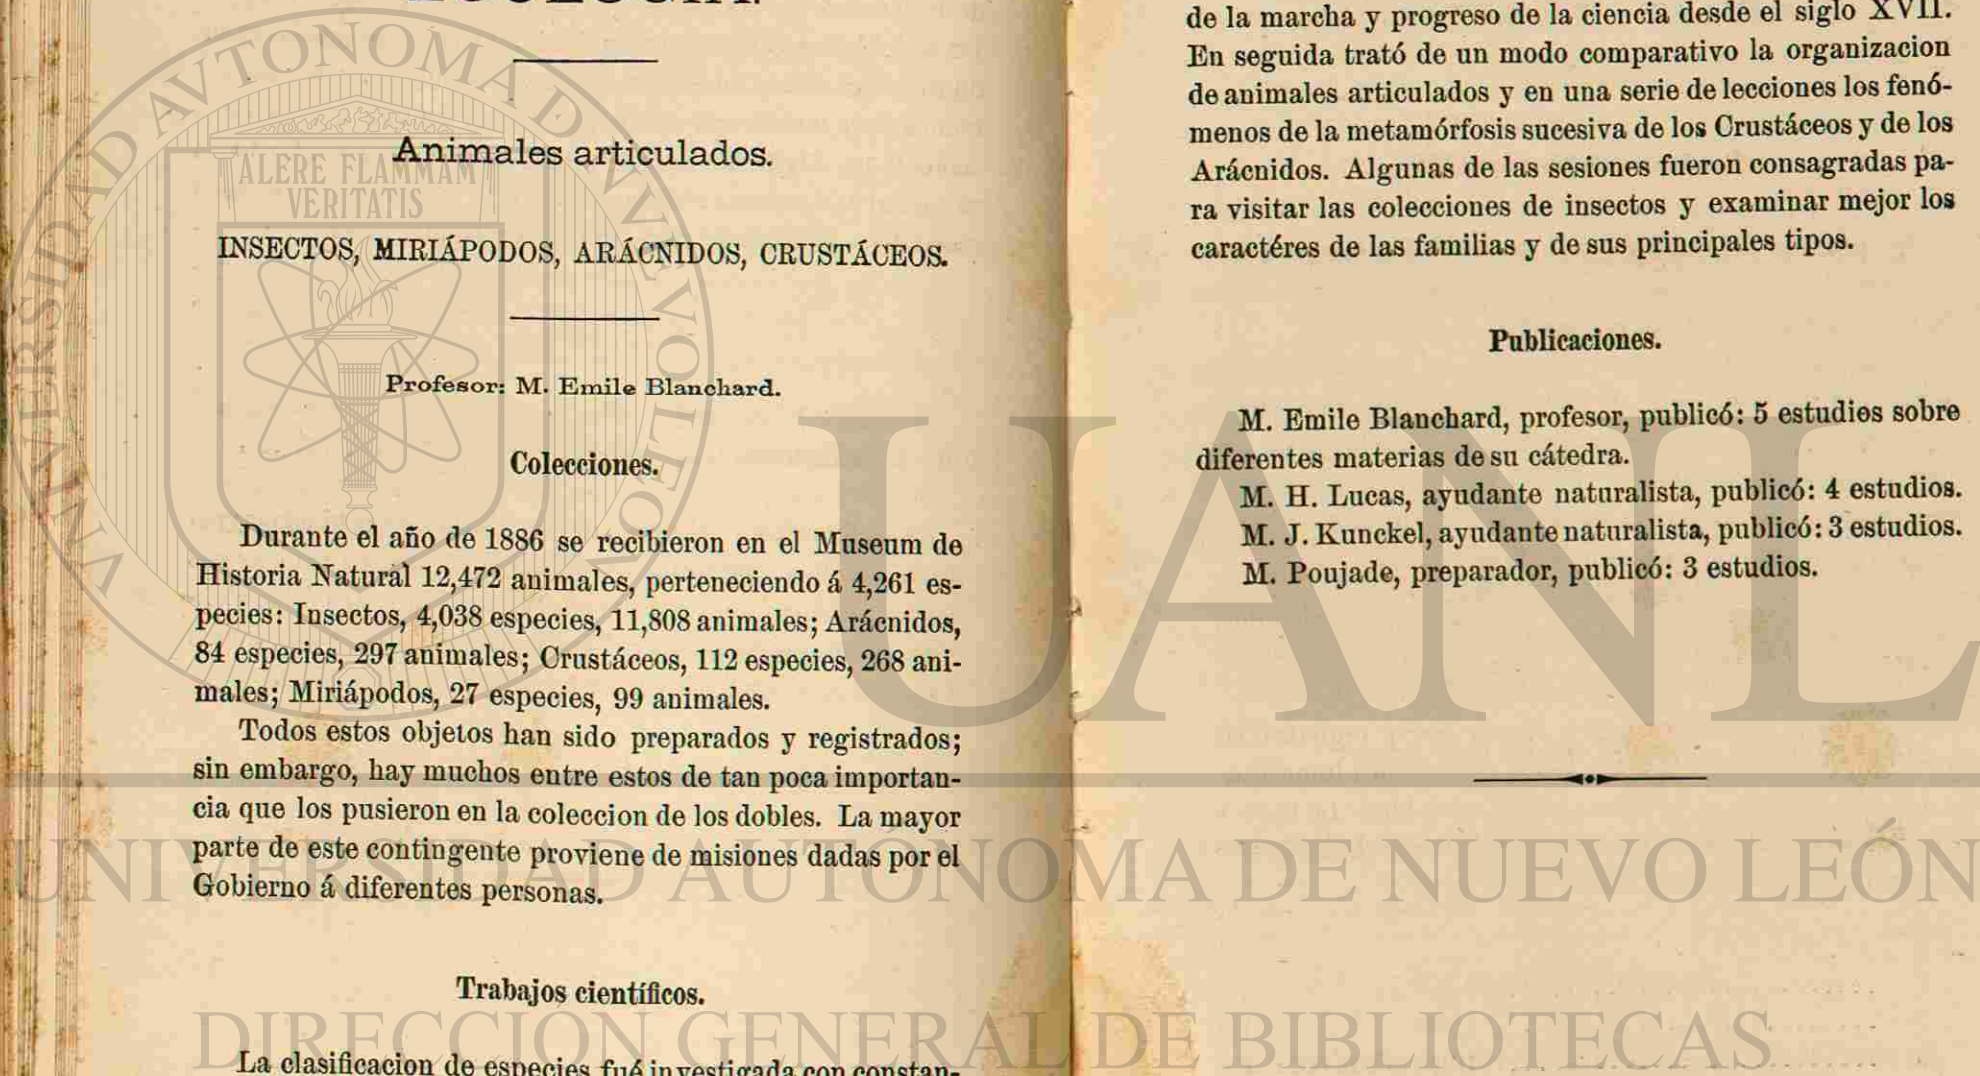 Animales articulados.
INSECTOS, MIRIÁPODOS, ARÁCNIDOS, CRUSTÁCEOS.
Profesor: M. Emile Blanchard.
Colecciones.
Durante el año de 1886 se recibieron en el Museum de
Historia Natural 12,472 animales, perteneciendo á 4,261 es-
pecies: Insectos, 4,038 especies, 11,808 animales; Arácnidos,
84 especies, 297 animales; Crustáceos, 112 especies, 268 ani-
males; Miriápodos, 27 especies, 99 animales.
Todos estos objetos han sido preparados y registrados;
sin embargo, hay muchos entre estos de tan poca importan-
cia que los pusieron en la coleccion de los dobles. La mayor
parte de este contingente proviene de misiones dadas por el
Gobierno á diferentes personas.
Trabajos científicos.
La clasificacion de especies fué investigada con constan-
de la marcha y progreso de la ciencia desde el siglo XVII.
En seguida trató de un modo comparativo la organizacion
de animales articulados y en una serie de lecciones los fenó-
menos de la metamórfosis sucesiva de los Crustáceos y de los
Arácnidos. Algunas de las sesiones fueron consagradas pa-
ra visitar las colecciones de insectos y examinar mejor los
caractéres de las familias y de sus principales tipos.
Publicaciones.
M. Emile Blanchard, profesor, publicó: 5 estudios sobre
diferentes materias de su cátedra.
M. H. Lucas, ayudante naturalista, publicó: 4 estudios.
M. J. Kunckel, ayudante naturalista, publicó: 3 estudios.
M. Poujade, preparador, publicó: 3 estudios.
UNIVERSIDAD AUTONOMA DE NUEVO LEON
ALERE FLAMMAM
VERITATIS
UANL
UNIVERSIDAD AUTÓNOMA DE NUEVO LEÓN
DIRECCIÓN GENERAL DE BIBLIOTECAS